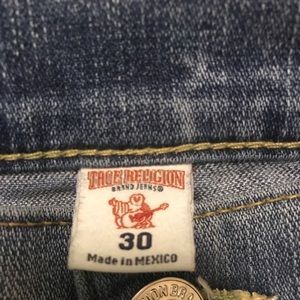 TRUE RELIGION
BRAND JEANS®
30
Made in MEXICO